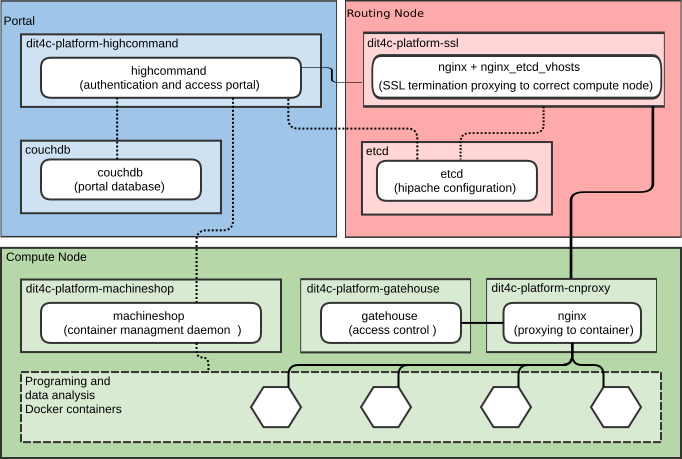 Portal
dit4c-platform-highcommand
highcommand
(authentication and access portal)
couchdb
couchdb
(portal database)
Routing Node
dit4c-platform-ssl
nginx + nginx_etcd_vhosts
(SSL termination proxying to correct compute node)
etcd
etcd
(hipache configuration)
Compute Node
dit4c-platform-machineshop
machineshop
(container managment daemon )
dit4c-platform-gatehouse
gatehouse
(access control )
dit4c-platform-cnproxy
nginx
(proxying to container)
Programing and
data analysis
Docker containers